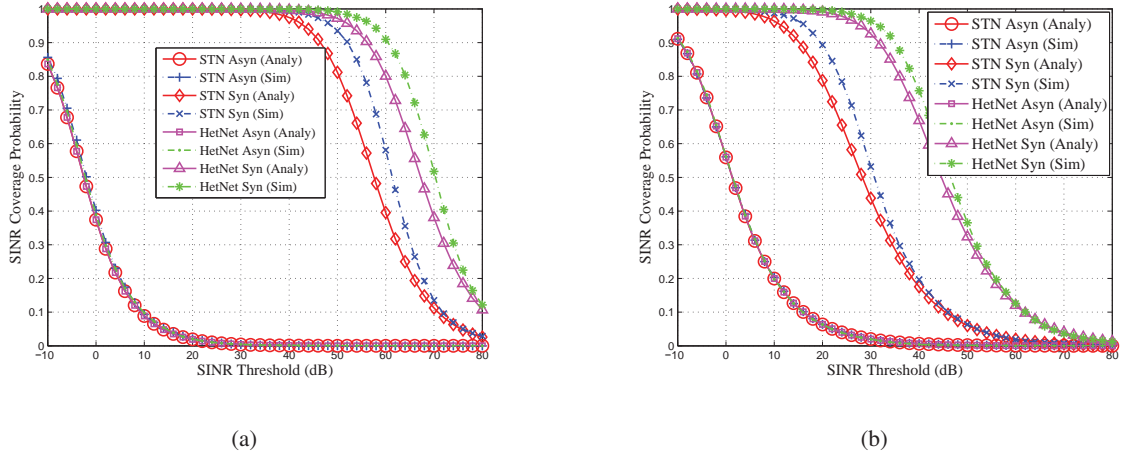 1
0.9
0.8
0.7
0.6
0.5
0.4
0.3
0.2
0.1
0
SINR Coverage Probability
−10 0 10 20 30 40 50 60 70 80
SINR Threshold (dB)
STN Asyn (Analy)
STN Asyn (Sim)
STN Syn (Analy)
STN Syn (Sim)
HetNet Asyn (Analy)
HetNet Asyn (Sim)
HetNet Syn (Analy)
HetNet Syn (Sim)
(a)
1
0.9
0.8
0.7
0.6
0.5
0.4
0.3
0.2
0.1
0
SINR Coverage Probability
−10 0 10 20 30 40 50 60 70 80
SINR Threshold (dB)
STN Asyn (Analy)
STN Asyn (Sim)
STN Syn (Analy)
STN Syn (Sim)
HetNet Asyn (Analy)
HetNet Asyn (Sim)
HetNet Syn (Analy)
HetNet Syn (Sim)
(b)